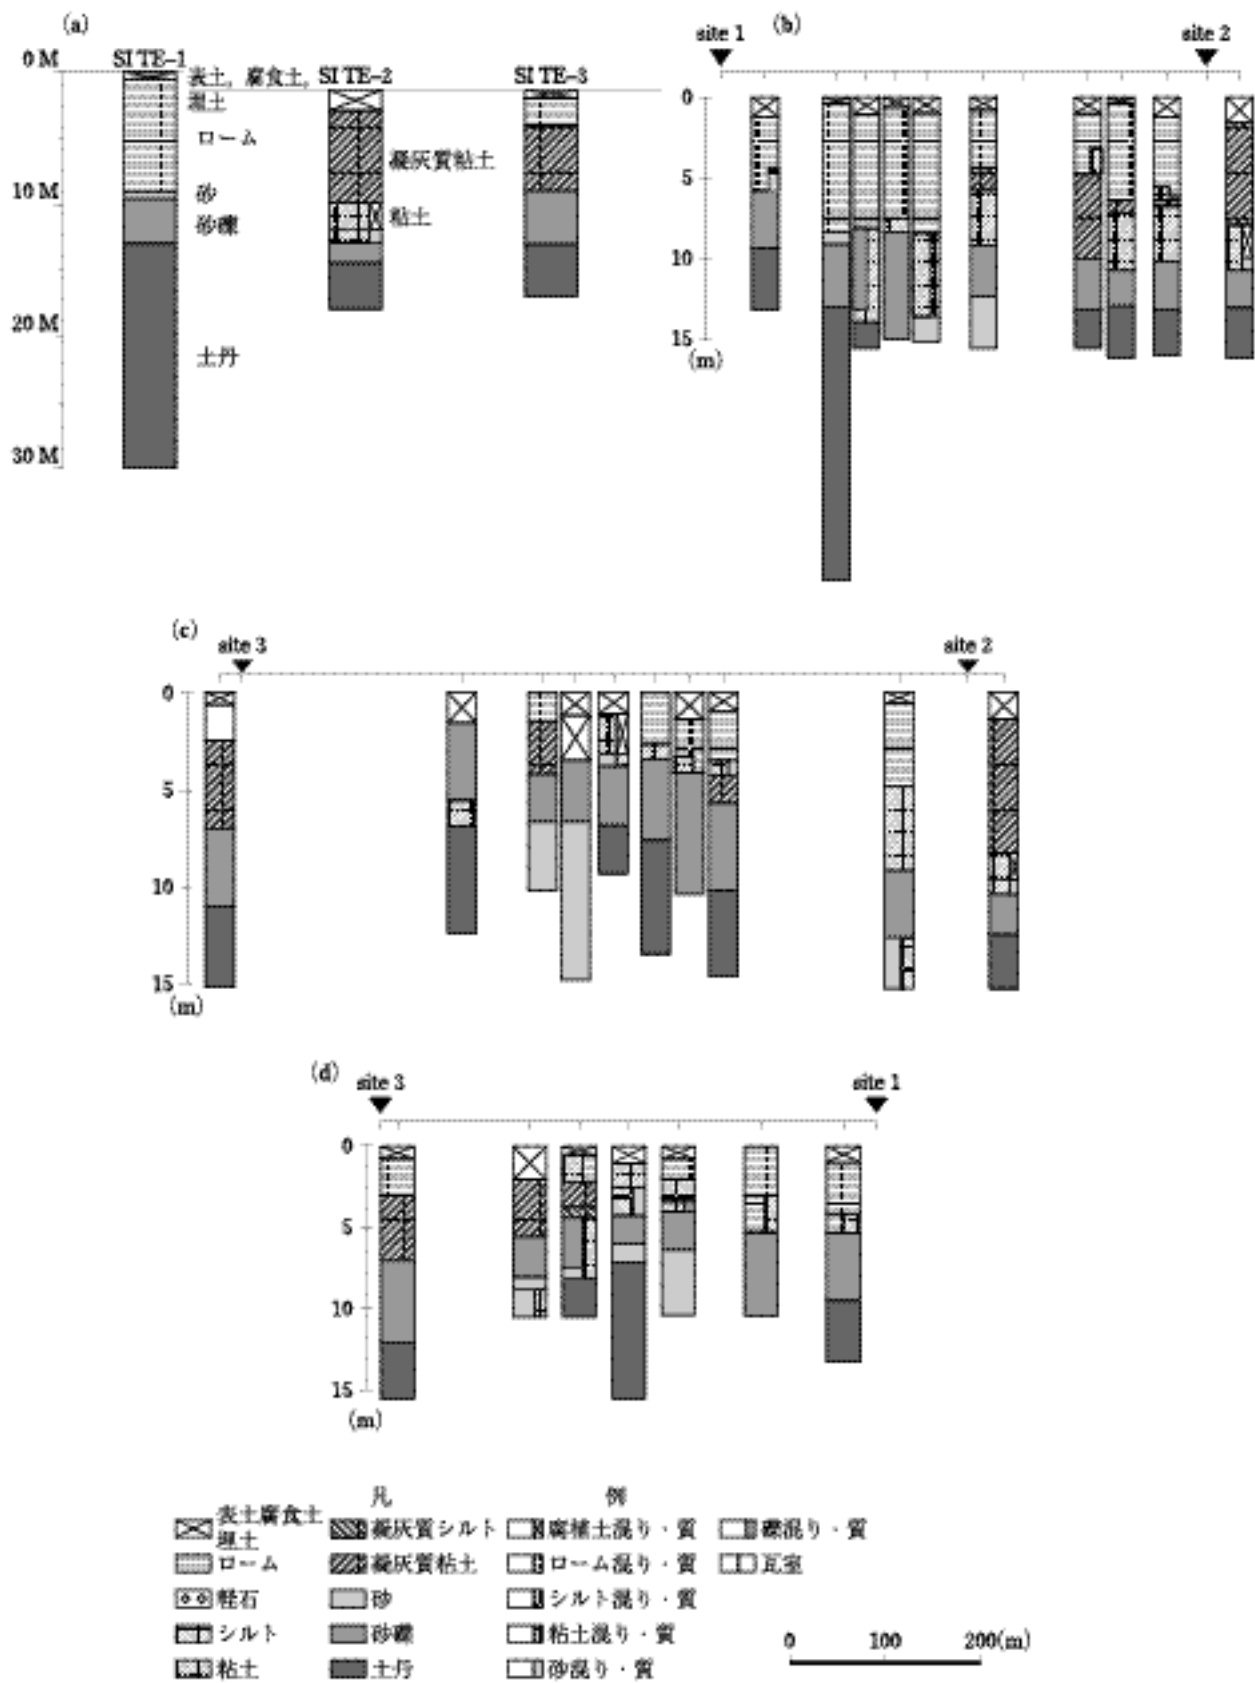 (a)
SITE-1
SITE-2
SITE-3
0 M
10 M
20 M
30 M
表土，腐食土，
埋土
ローム
砂
砂礫
土丹
凝灰質粘土
粘土
(b)
site 1
site 2
0
5
10
15
(m)
(c)
site 3
site 2
0
5
10
15
(m)
(d)
site 3
site 1
0
5
10
15
(m)
凡 例
表土腐食土
埋土
ローム
軽石
シルト
粘土
凝灰質シルト
凝灰質粘土
砂
砂礫
土丹
腐植土混り・質
ローム混り・質
シルト混り・質
粘土混り・質
砂混り・質
礫混り・質
瓦室
0 100 200(m)